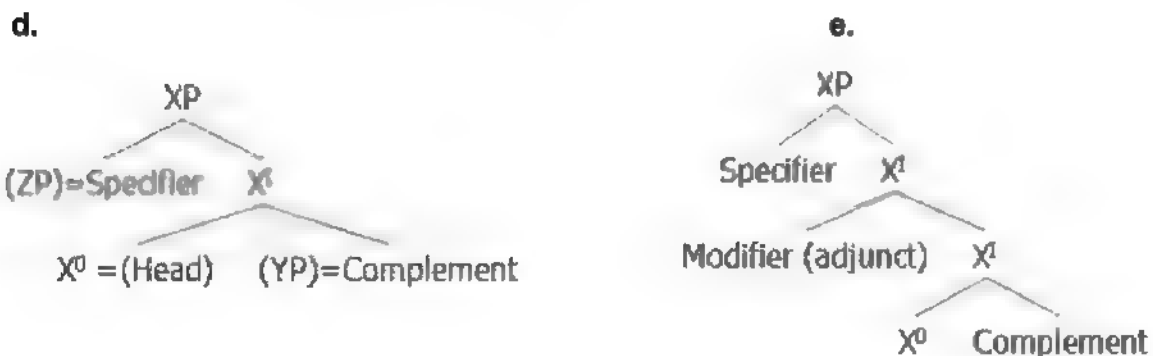 d.
XP
(ZP)=Specifier X¹
X⁰ =(Head) (YP)=Complement
e.
XP
Specifier X¹
Modifier (adjunct) X¹
X⁰ Complement